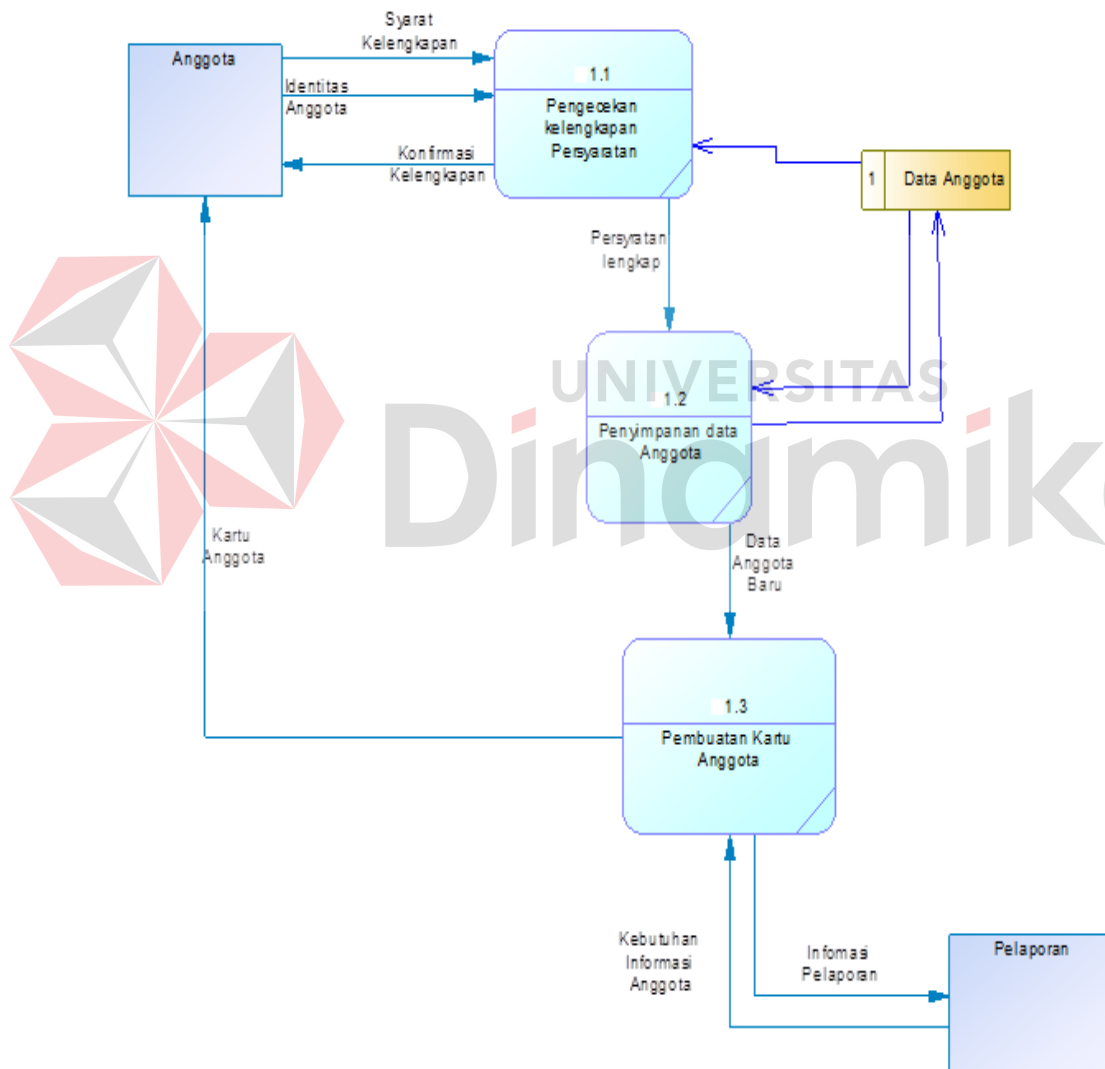 Syarat
Kelengkapan
Anggota
Identitas
Anggota
Konfirmasi
Kelengkapan
1.1
Pengecekan
kelengkapan
Persyaratan
1
Data Anggota
Persyratan
lengkap
UNIVERSITAS
Dinamika
1.2
Penyimpanan data
Anggota
Kartu
Anggota
Data
Anggota
Baru
1.3
Pembuatan Kartu
Anggota
Kebutuhan
Informasi
Anggota
Infomasi
Pelaporan
Pelaporan